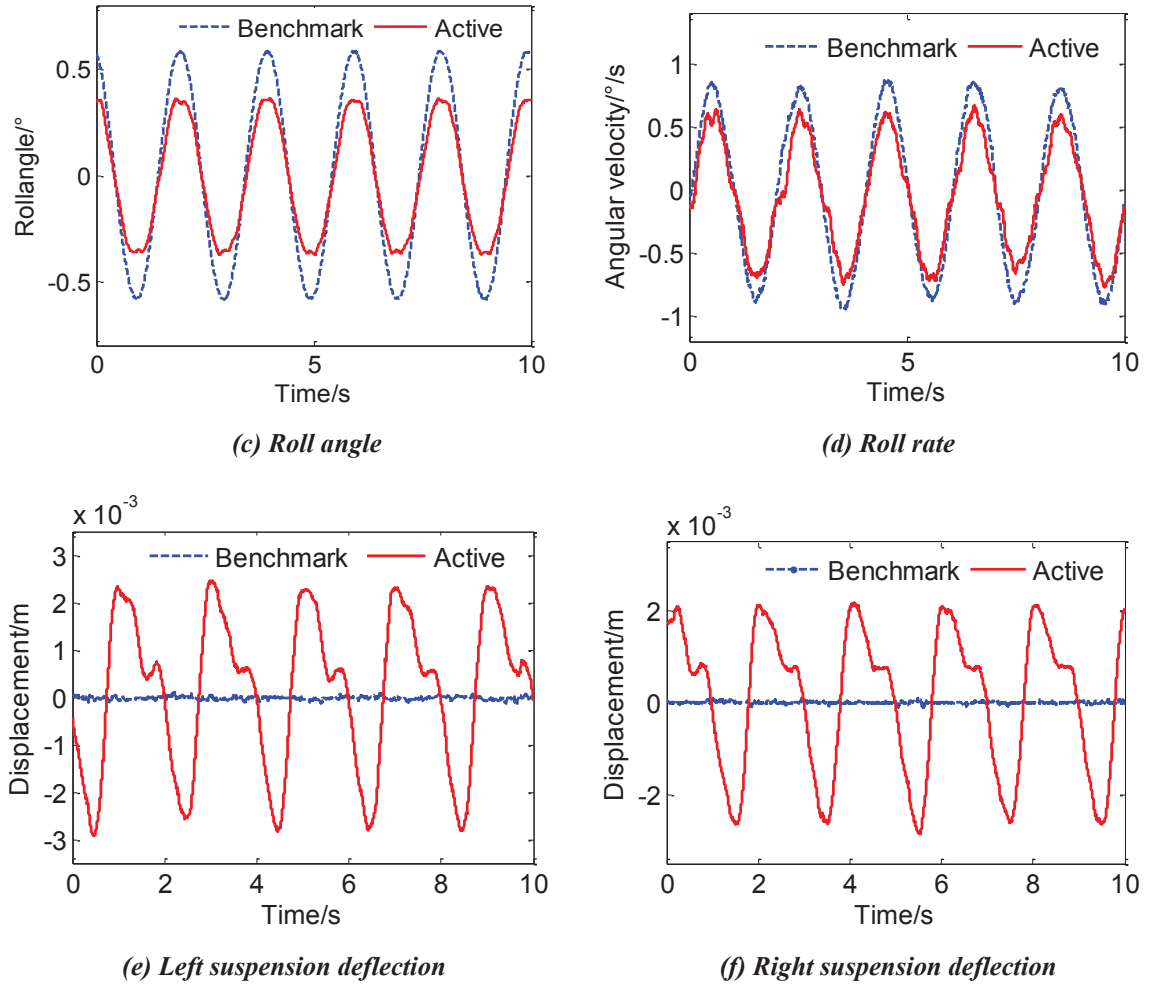 Benchmark Active
0.5
0
-0.5
Rollangle/°
0 5 10
Time/s
(c) Roll angle
Benchmark Active
1
0.5
0
-0.5
-1
Angular velocity/°/s
0 5 10
Time/s
(d) Roll rate
x 10-3
Benchmark Active
3
2
1
0
-1
-2
-3
Displacement/m
0 2 4 6 8 10
Time/s
(e) Left suspension deflection
x 10-3
Benchmark Active
2
0
-2
Displacement/m
0 2 4 6 8 10
Time/s
(f) Right suspension deflection